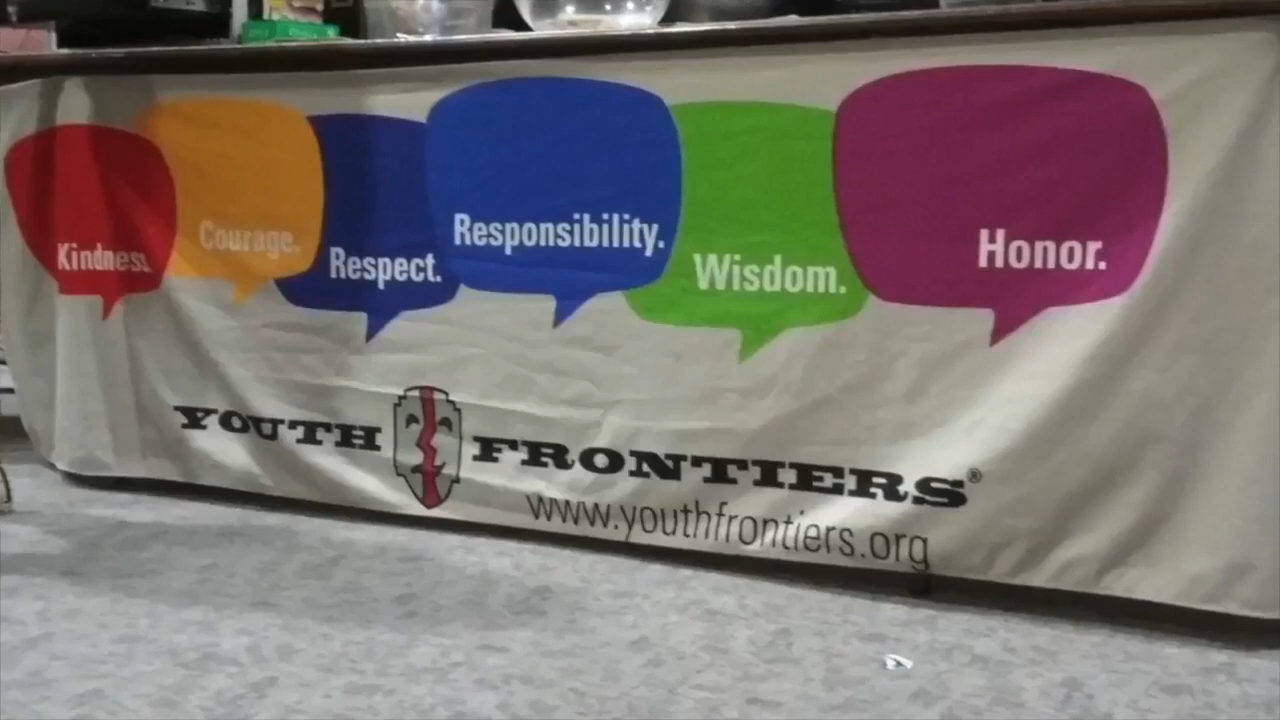 Kindness.
Courage.
Respect.
Responsibility.
Wisdom.
Honor.
YOUTH FRONTIERS®
www.youthfrontiers.org